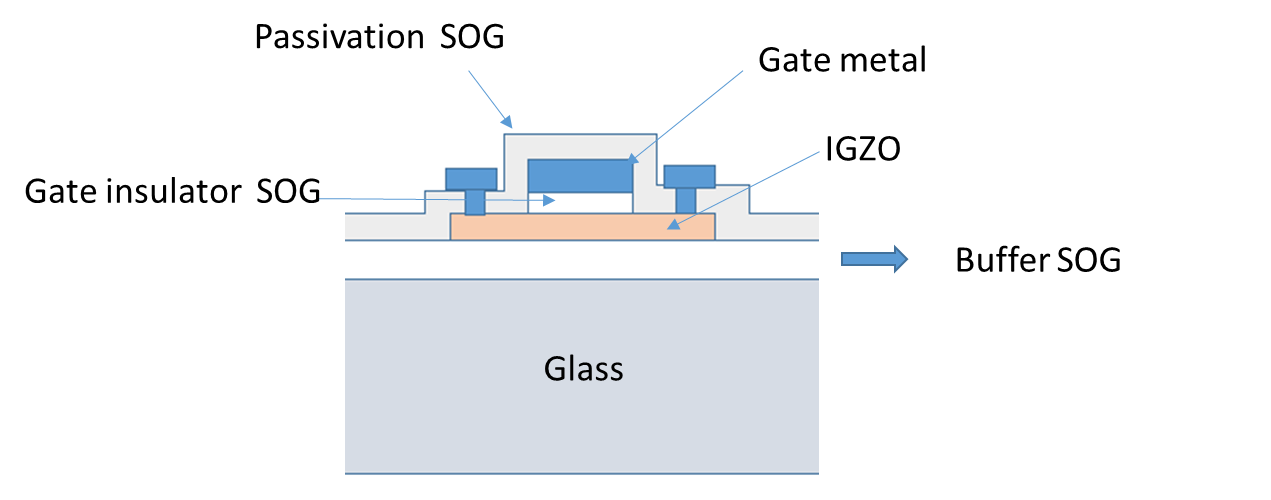 Passivation SOG
Gate metal
IGZO
Gate insulator SOG
Buffer SOG
Glass